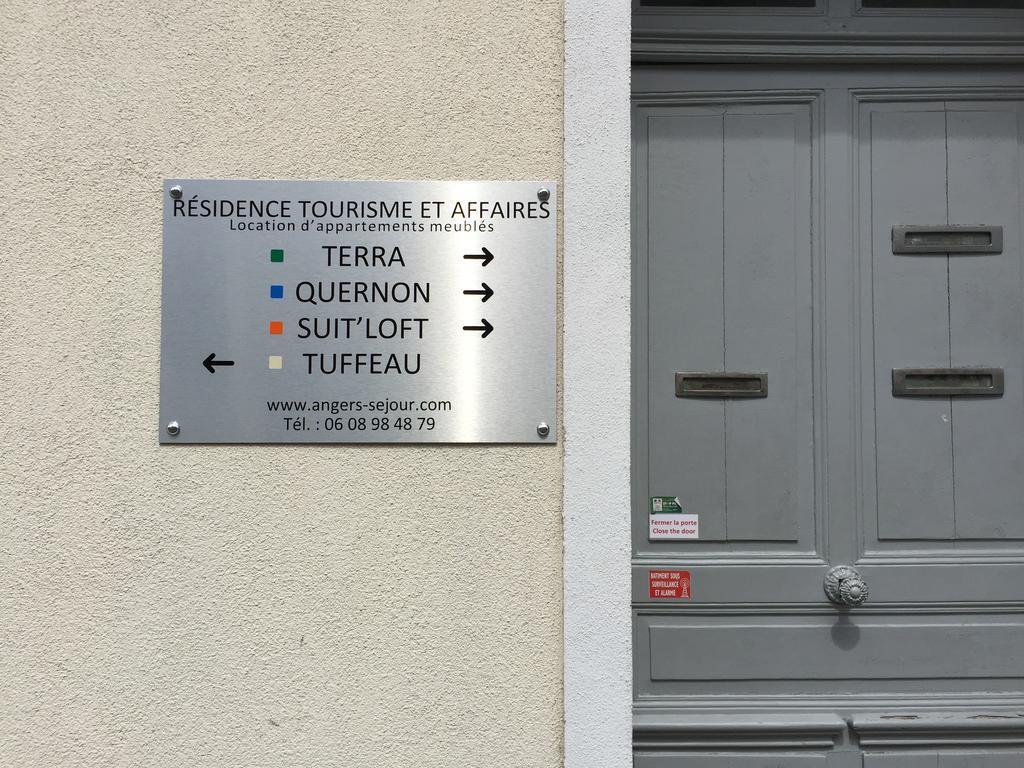 RÉSIDENCE TOURISME ET AFFAIRES
Location d'appartements meublés
TERRA →
QUERNON →
SUIT'LOFT →
← TUFFEAU
www.angers-sejour.com
Tél. : 06 08 98 48 79
Fermer la porte
Close the door
BATIMENT SOUS
SURVEILLANCE
ET ALARME